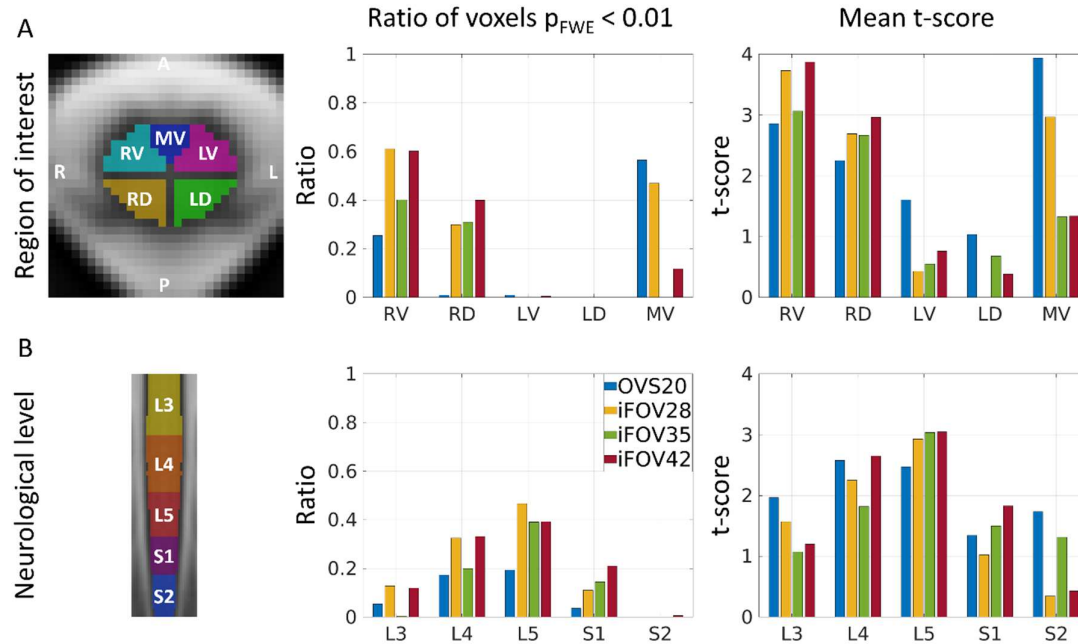 A
Region of interest
A
MV
RV
LV
R
L
RD
LD
P
Ratio of voxels pFWE < 0.01
Ratio
1
0.8
0.6
0.4
0.2
0
RV RD LV LD MV
Mean t-score
t-score
4
3
2
1
0
RV RD LV LD MV
B
Neurological level
L3
L4
L5
S1
S2
Ratio
1
0.8
0.6
0.4
0.2
0
L3 L4 L5 S1 S2
OVS20
iFOV28
iFOV35
iFOV42
t-score
4
3
2
1
0
L3 L4 L5 S1 S2